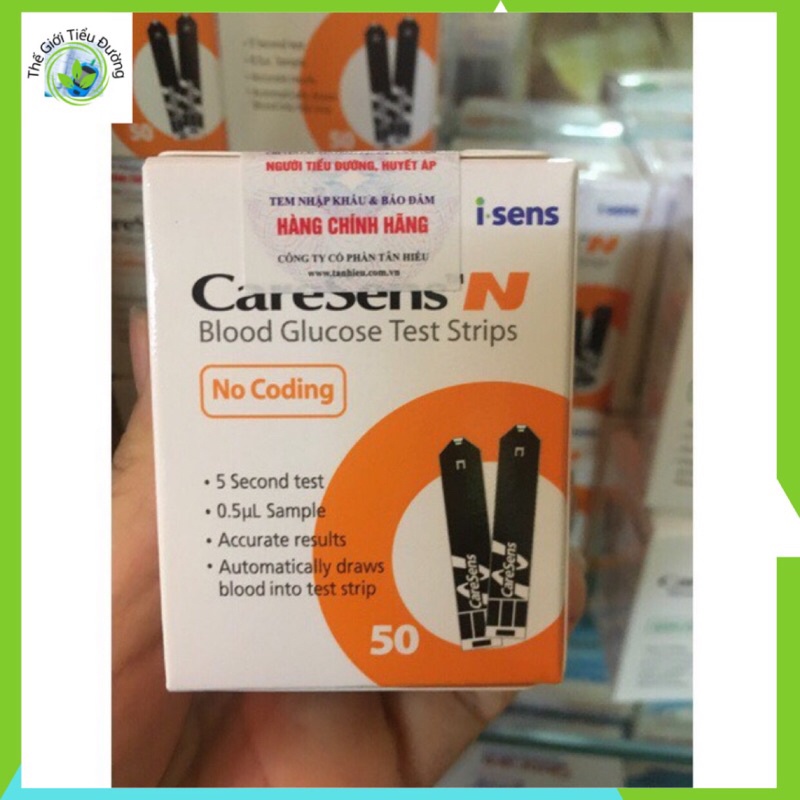 Thế Giới Tiểu Đường
50
NGƯỜI TIỂU ĐƯỜNG, HUYẾT ÁP
TEM NHẬP KHẨU & BẢO ĐẢM
HÀNG CHÍNH HÃNG
CÔNG TY CỔ PHẦN TÂN HIẾU
www.tanhieu.com.vn
i-sens
i-sens
CareSens™ N
Blood Glucose Test Strips
No Coding
• 5 Second test
• 0.5µL Sample
• Accurate results
• Automatically draws
blood into test strip
CareSens
CareSens
50